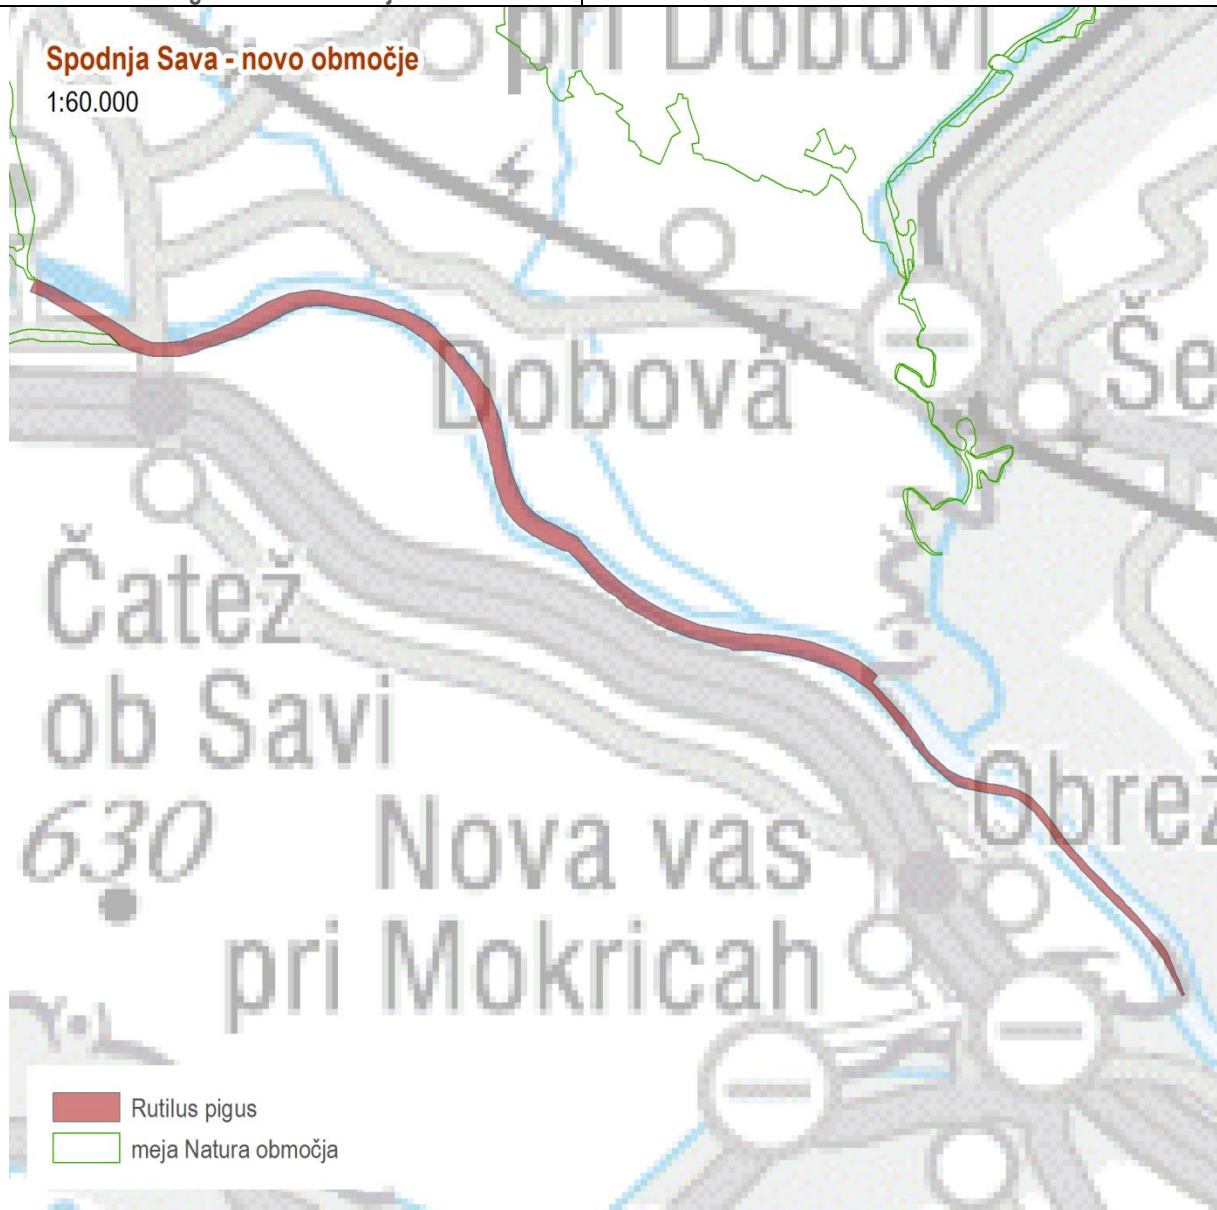 Spodnja Sava - novo območje
1:60.000
pri Dobovi
Dobova
Še
Čatež
ob Savi
630
Nova vas
pri Mokricah
Obrež
Rutilus pigus
meja Natura območja